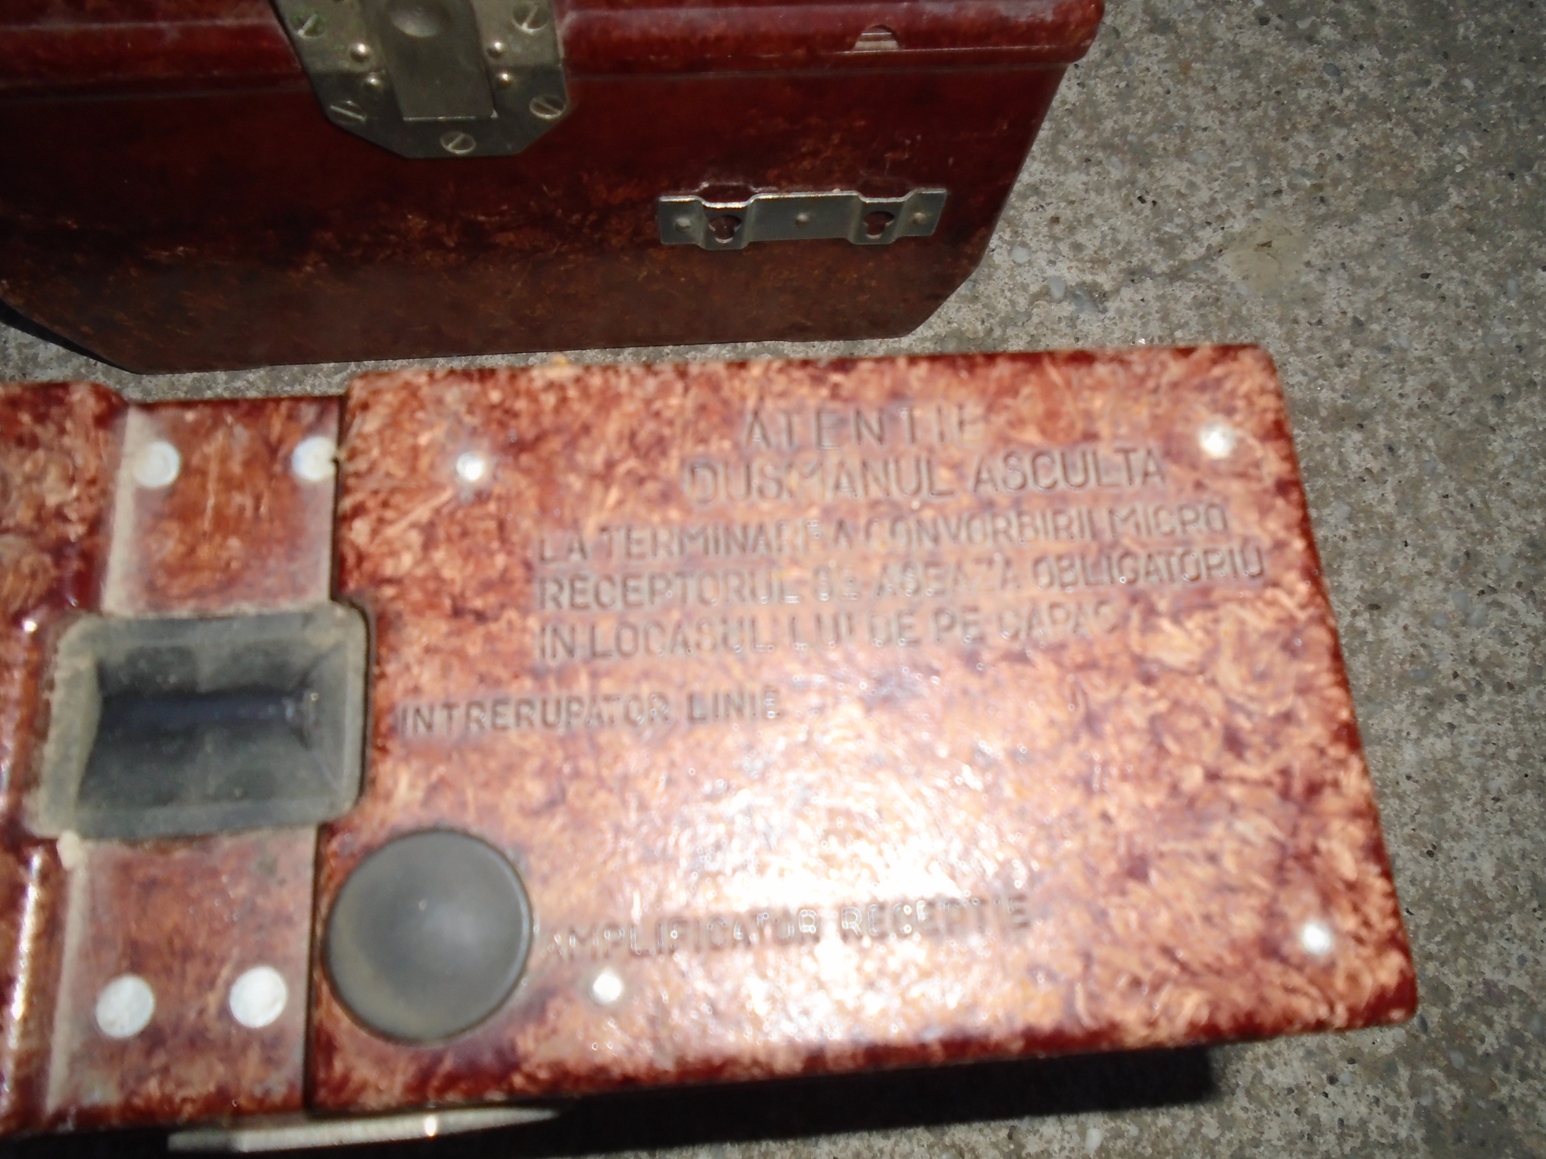 ATENTIE
DUSMANUL ASCULTA
LA TERMINAREA CONVORBIRII MICRO
RECEPTORUL SE ASEAZA OBLIGATORIU
IN LOCASUL LUI DE PE CAPAC
INTRERUPATOR LINIE
AMPLIFICATOR RECEPTIE